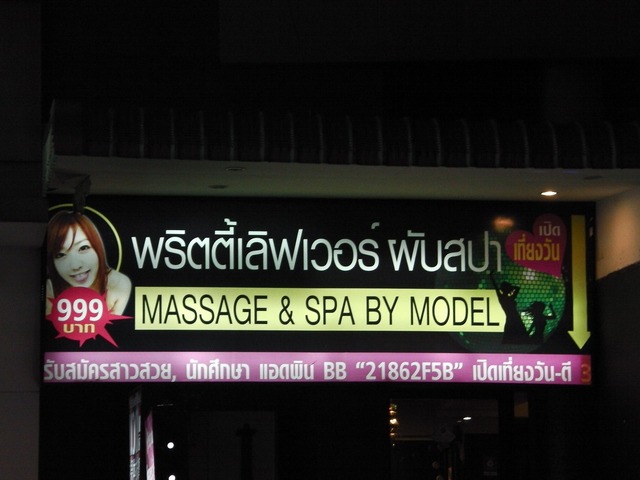 พริตตี้เลิฟเวอร์ ผับสปา
เปิด
เที่ยงวัน
999
บาท
MASSAGE & SPA BY MODEL
รับสมัครสาวสวย, นักศึกษา แอดพิน BB "21862F5B" เปิดเที่ยงวัน-ตี 3